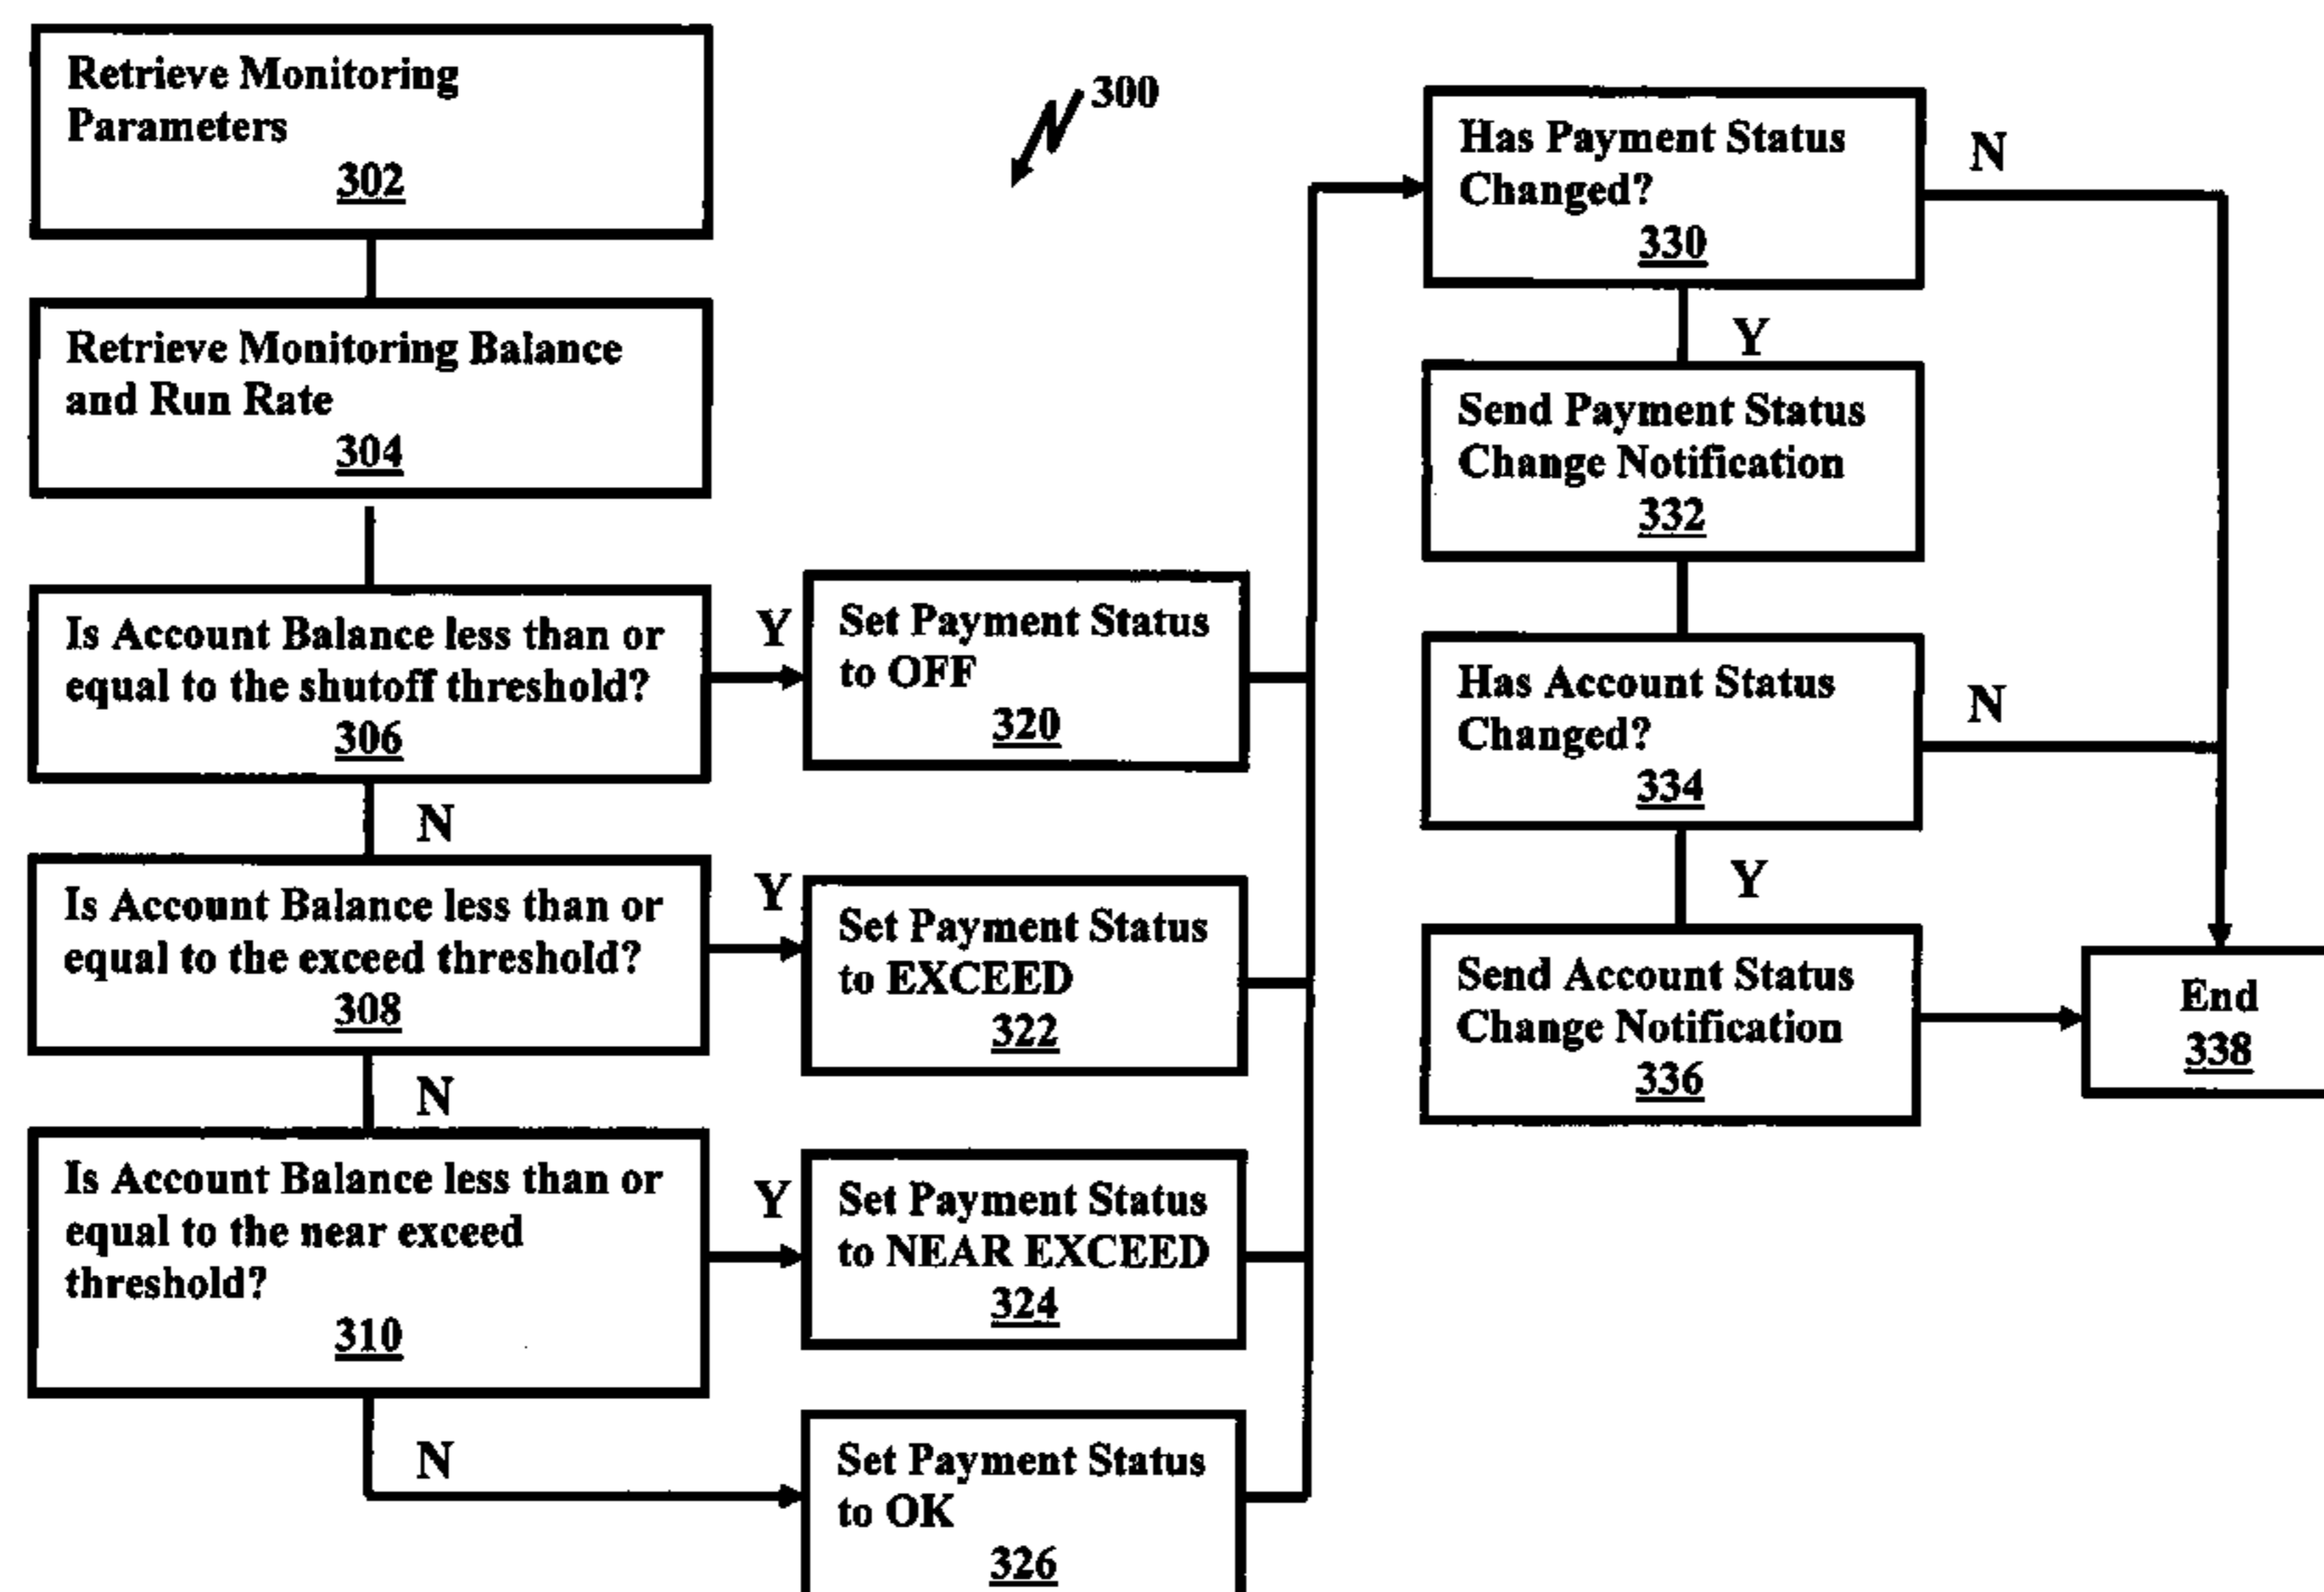 Retrieve Monitoring
Parameters
302
Retrieve Monitoring Balance
and Run Rate
304
Is Account Balance less than or
equal to the shutoff threshold?
306
N
Is Account Balance less than or
equal to the exceed threshold?
308
N
Is Account Balance less than or
equal to the near exceed
threshold?
310
N
Y
Set Payment Status
to OFF
320
Y
Set Payment Status
to EXCEED
322
Y
Set Payment Status
to NEAR EXCEED
324
Set Payment Status
to OK
326
300
Has Payment Status
Changed?
330
N
Y
Send Payment Status
Change Notification
332
Has Account Status
Changed?
334
N
Y
Send Account Status
Change Notification
336
End
338